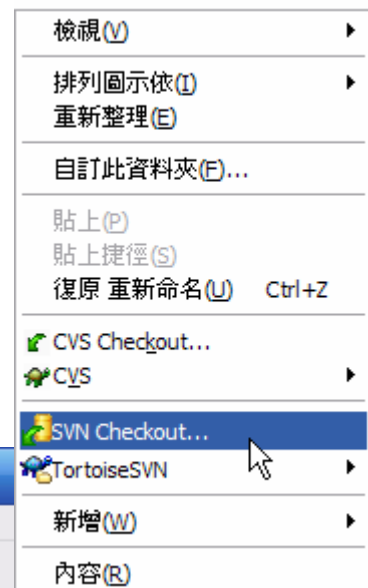 檢視(V)
排列圖示依(I)
重新整理(E)
自訂此資料夾(F)...
貼上(P)
貼上捷徑(S)
復原 重新命名(U) Ctrl+Z
CVS Checkout...
CVS
SVN Checkout...
TortoiseSVN
新增(W)
內容(R)